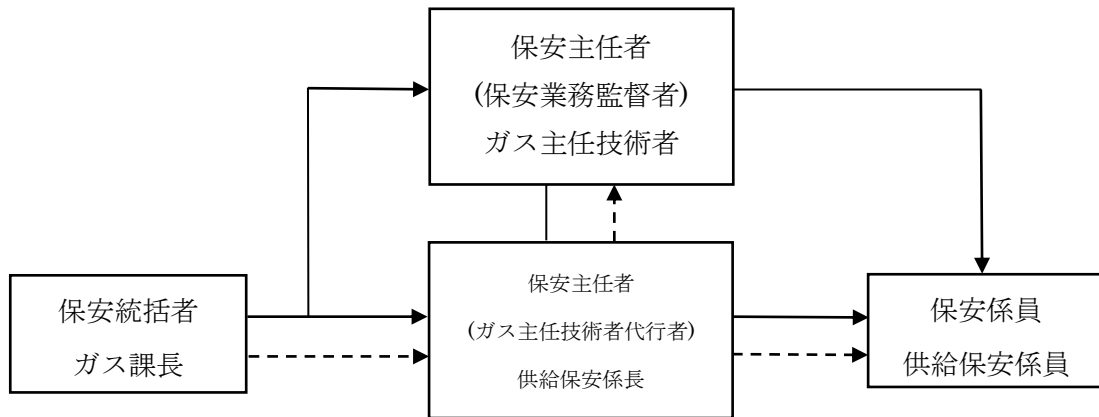 保安主任者
(保安業務監督者)
ガス主任技術者
保安統括者
ガス課長
保安主任者
(ガス主任技術者代行者)
供給保安係長
保安係員
供給保安係員